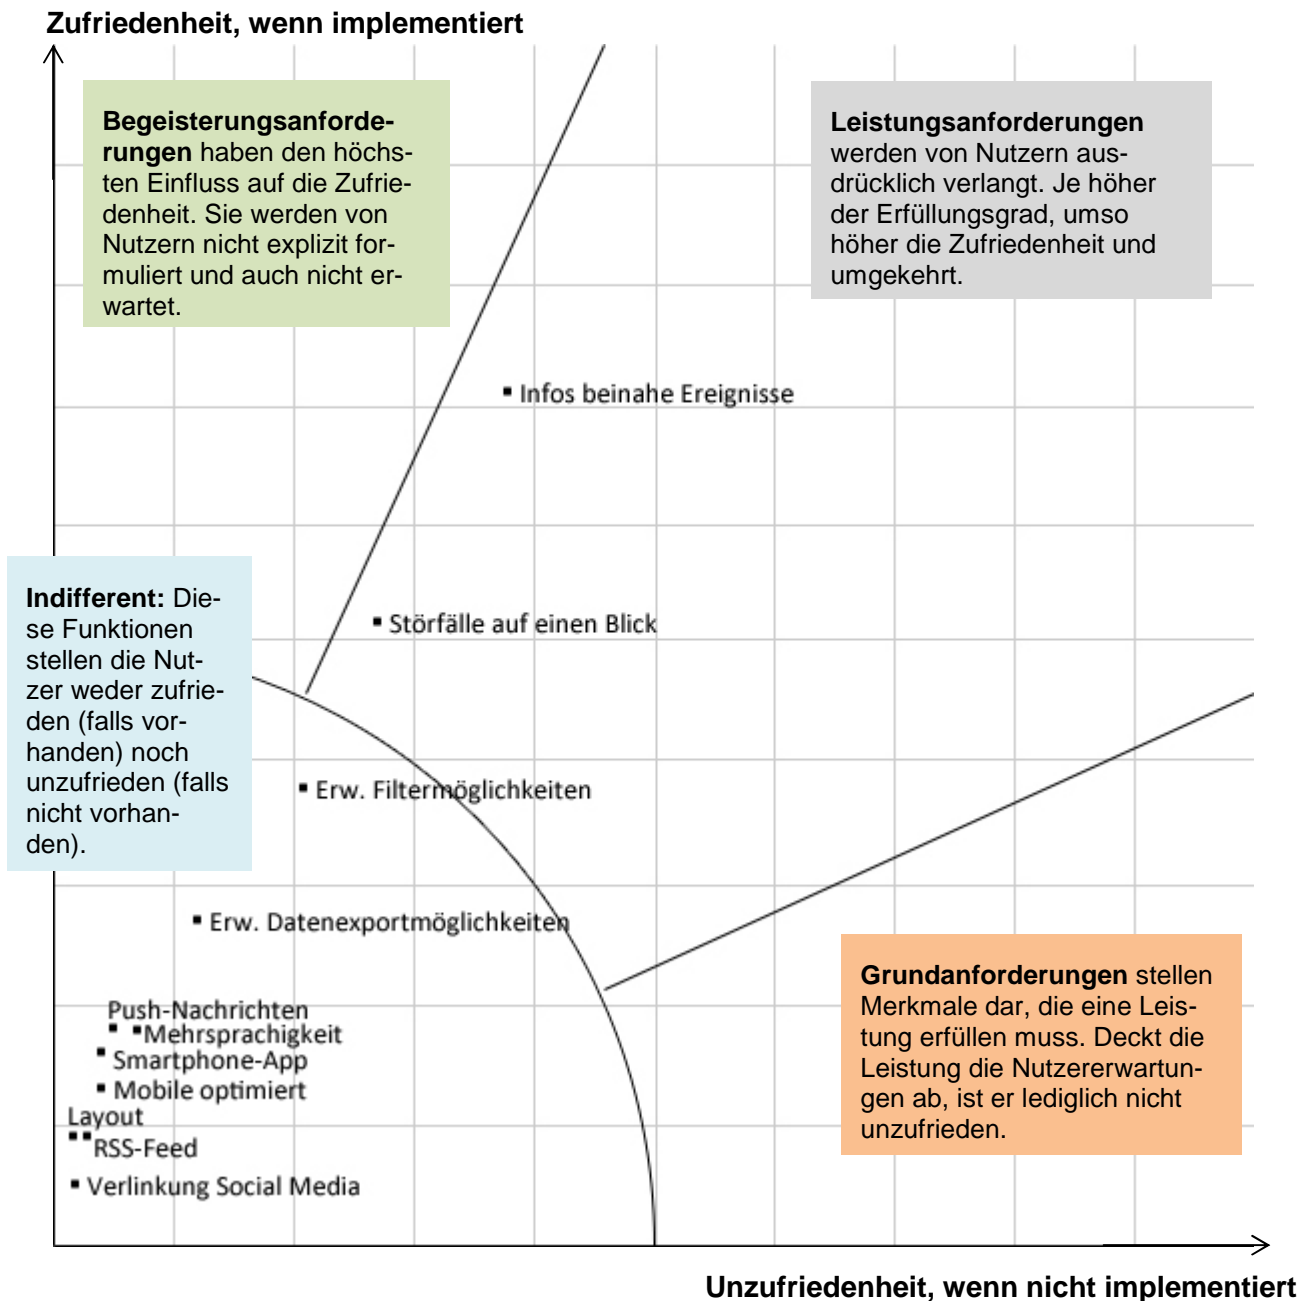 Zufriedenheit, wenn implementiert
Begeisterungsanforde-
rungen haben den höchs-
ten Einfluss auf die Zufrie-
denheit. Sie werden von
Nutzern nicht explizit for-
muliert und auch nicht er-
wartet.
Leistungsanforderungen
werden von Nutzern aus-
drücklich verlangt. Je höher
der Erfüllungsgrad, umso
höher die Zufriedenheit und
umgekehrt.
Infos beinahe Ereignisse
Indifferent: Die-
se Funktionen
stellen die Nut-
zer weder zufrie-
den (falls vor-
handen) noch
unzufrieden (falls
nicht vorhan-
den).
Störfälle auf einen Blick
Erw. Filtermöglichkeiten
Erw. Datenexportmöglichkeiten
Push-Nachrichten
Mehrsprachigkeit
Smartphone-App
Mobile optimiert
Layout
RSS-Feed
Verlinkung Social Media
Grundanforderungen stellen
Merkmale dar, die eine Leis-
tung erfüllen muss. Deckt die
Leistung die Nutzererwartun-
gen ab, ist er lediglich nicht
unzufrieden.
Unzufriedenheit, wenn nicht implementiert